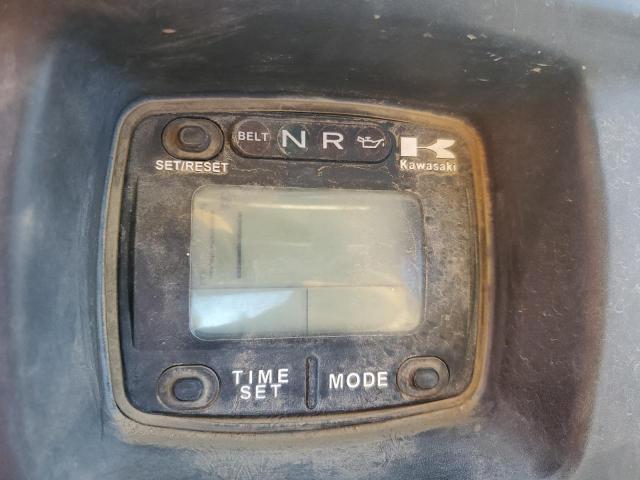 BELT N R
Kawasaki
SET/RESET
TIME
SET
MODE